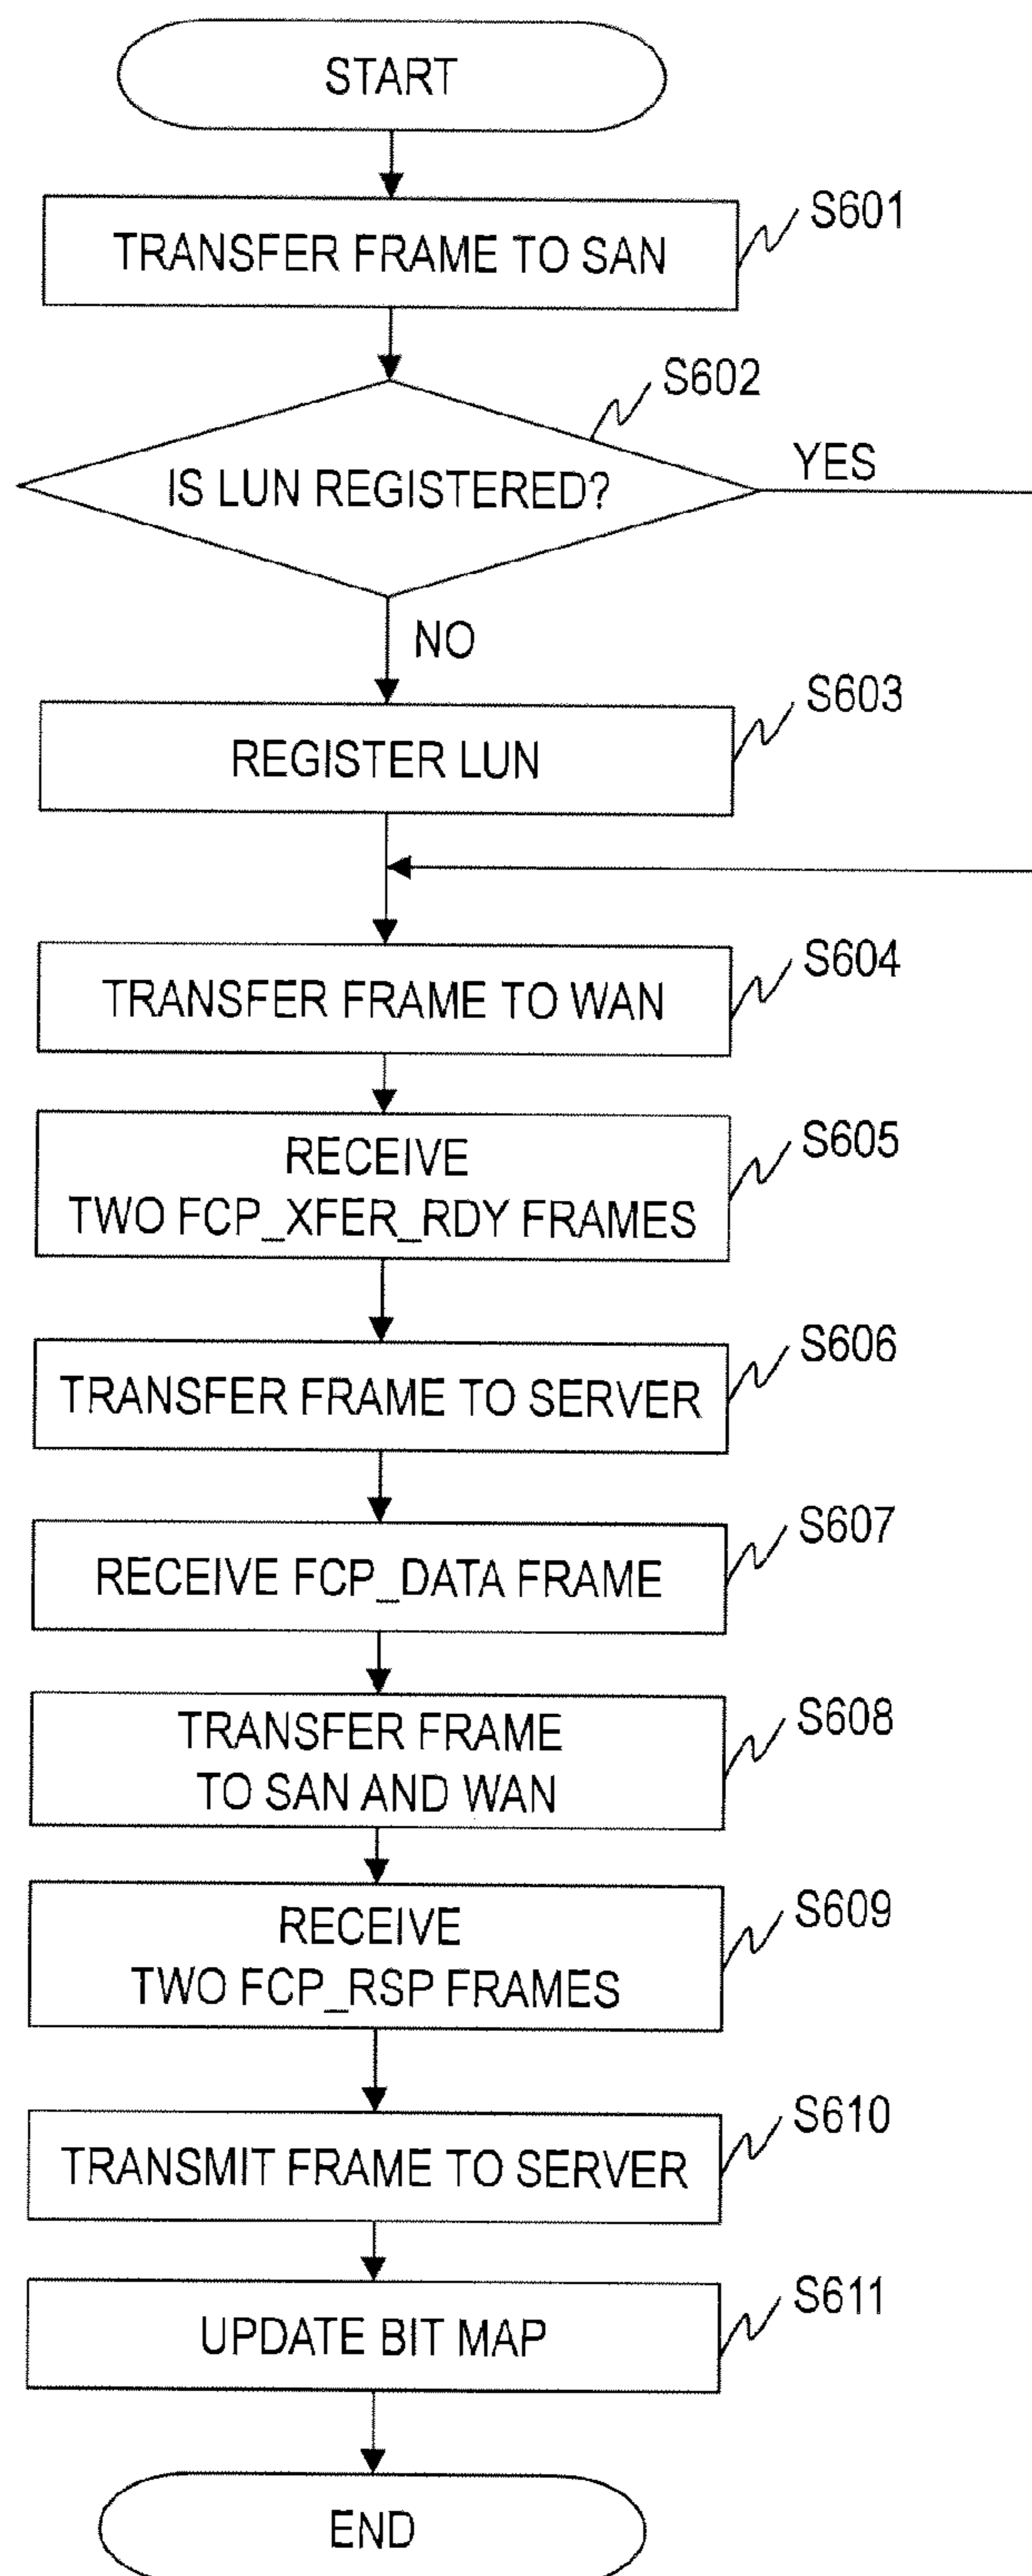 START
S601
TRANSFER FRAME TO SAN
S602
IS LUN REGISTERED?
YES
NO
S603
REGISTER LUN
S604
TRANSFER FRAME TO WAN
S605
RECEIVE
TWO FCP_XFER_RDY FRAMES
S606
TRANSFER FRAME TO SERVER
S607
RECEIVE FCP_DATA FRAME
S608
TRANSFER FRAME
TO SAN AND WAN
S609
RECEIVE
TWO FCP_RSP FRAMES
S610
TRANSMIT FRAME TO SERVER
S611
UPDATE BIT MAP
END